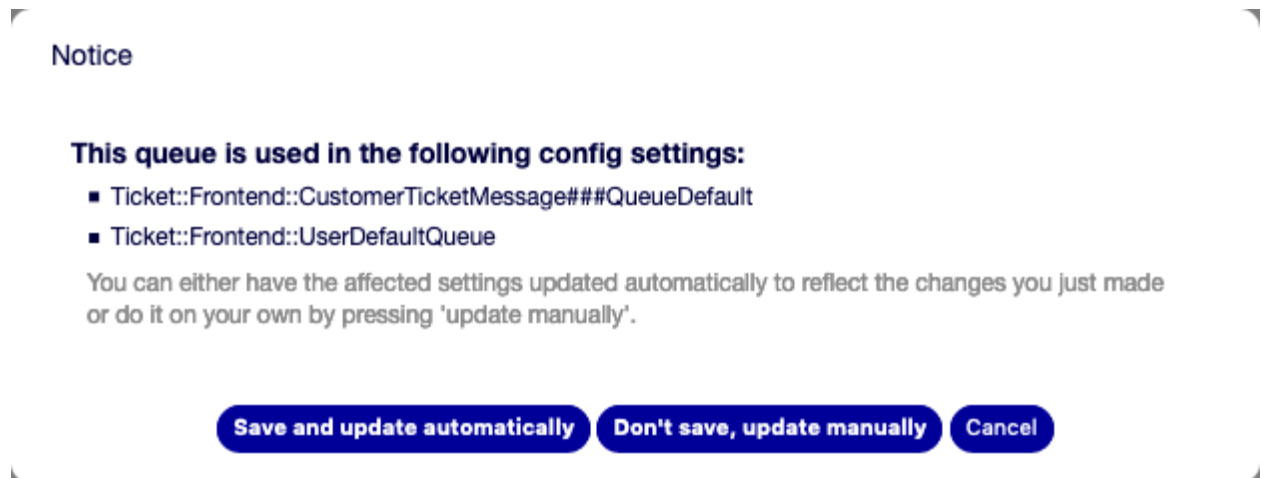 Notice
This queue is used in the following config settings:
▪ Ticket::Frontend::CustomerTicketMessage###QueueDefault
▪ Ticket::Frontend::UserDefaultQueue
You can either have the affected settings updated automatically to reflect the changes you just made
or do it on your own by pressing 'update manually'.
Save and update automatically Don't save, update manually Cancel